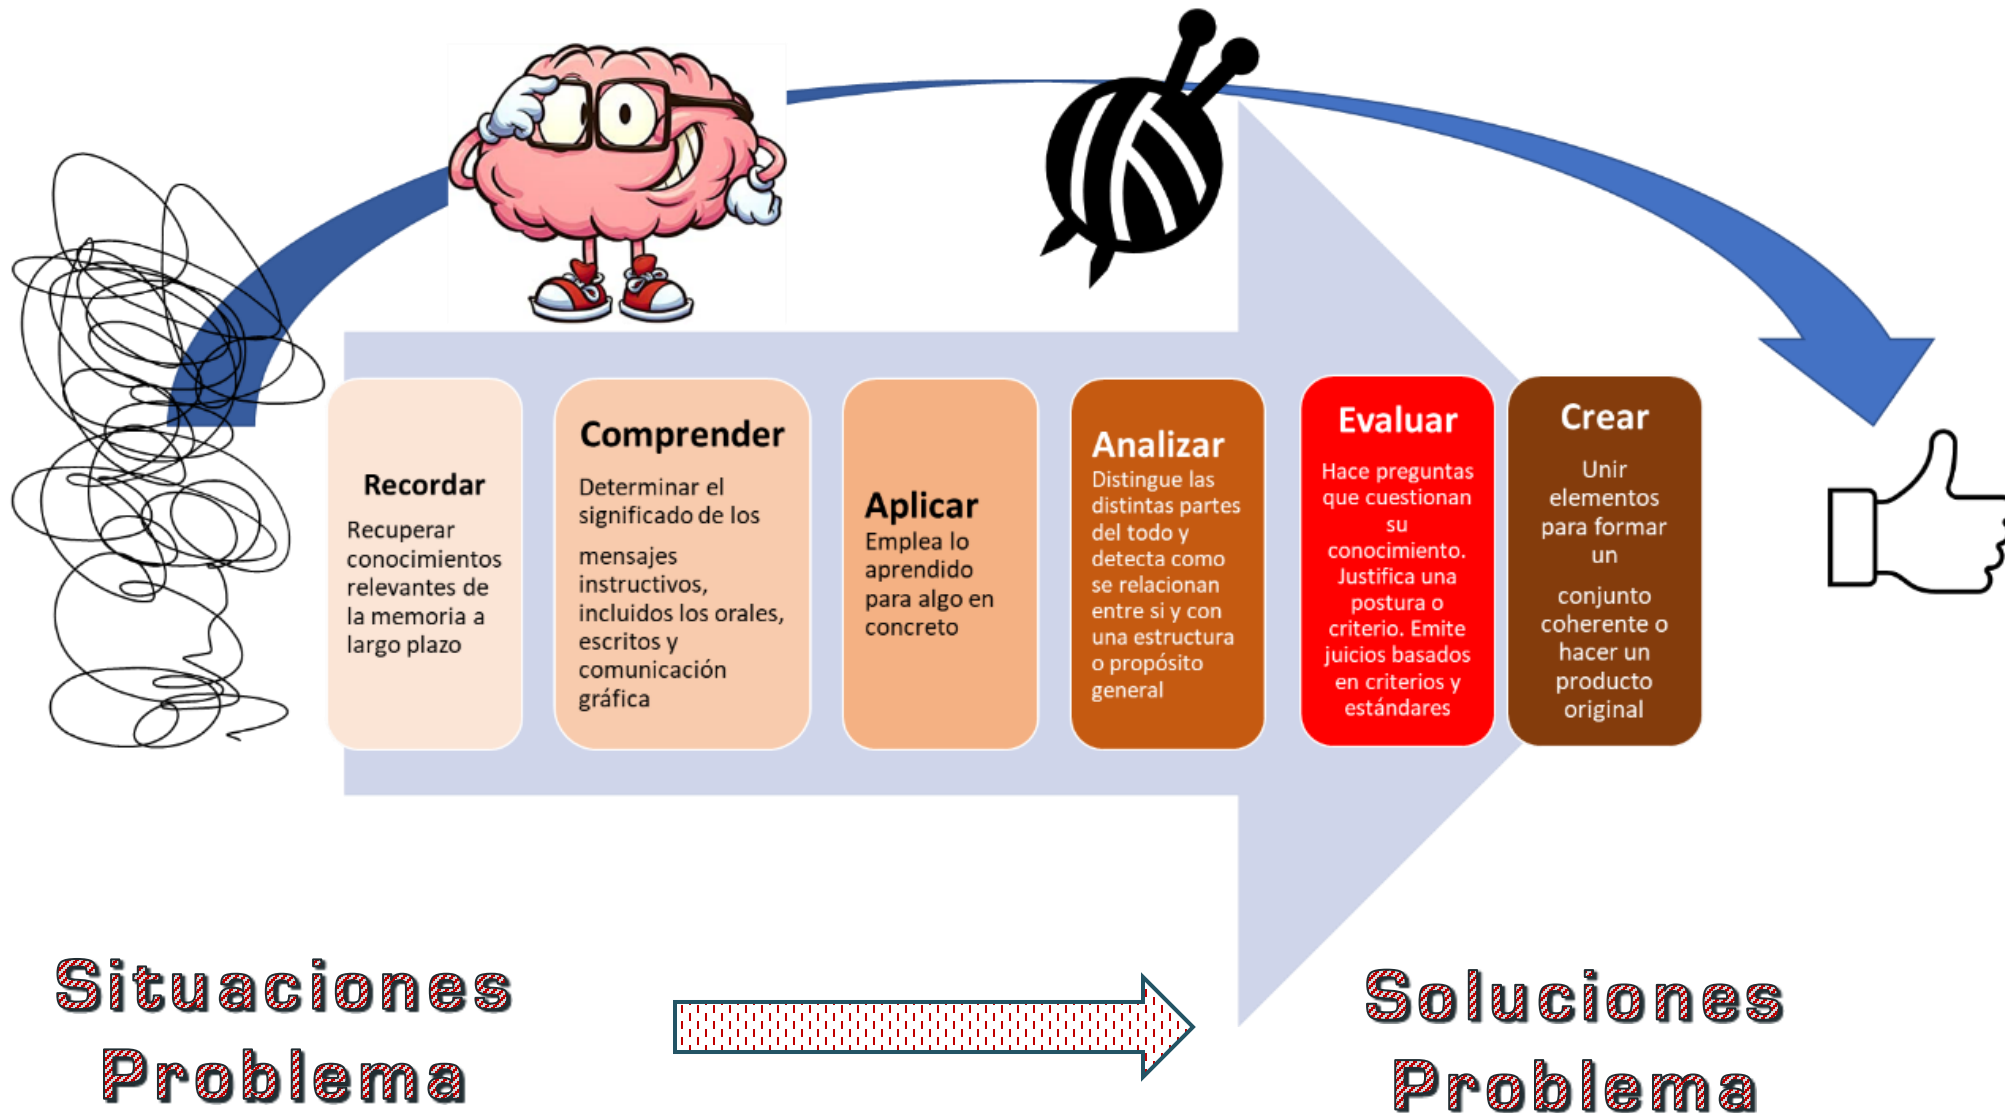 Recordar
Recuperar
conocimientos
relevantes de
la memoria a
largo plazo
Comprender
Determinar el
significado de los
mensajes
instructivos,
incluidos los orales,
escritos y
comunicación
gráfica
Aplicar
Emplea lo
aprendido
para algo en
concreto
Analizar
Distingue las
distintas partes
del todo y
detecta como
se relacionan
entre si y con
una estructura
o propósito
general
Evaluar
Hace preguntas
que cuestionan
su
conocimiento.
Justifica una
postura o
criterio. Emite
juicios basados
en criterios y
estándares
Crear
Unir
elementos
para formar
un
conjunto
coherente o
hacer un
producto
original
Situaciones
Problema
Soluciones
Problema